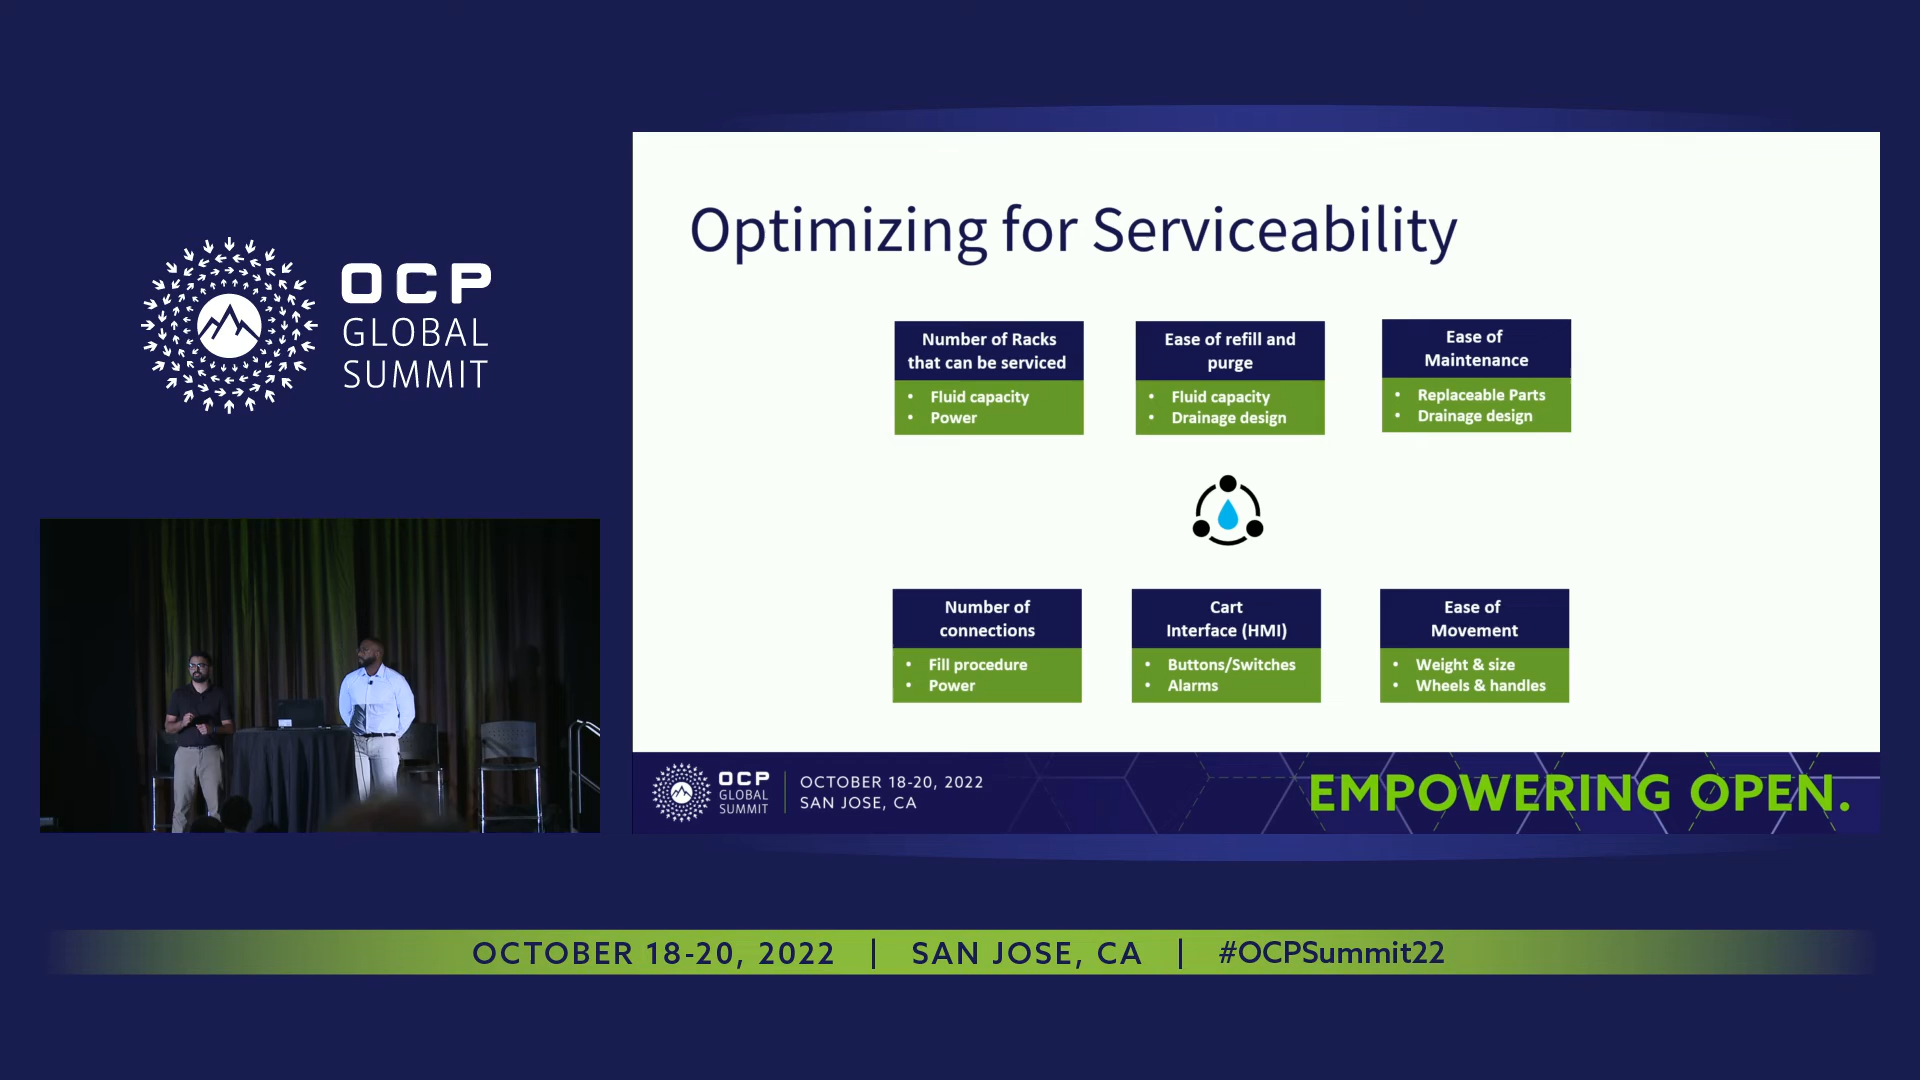 OCP
GLOBAL
SUMMIT
Optimizing for Serviceability
Number of Racks
that can be serviced
• Fluid capacity
• Power
Ease of refill and
purge
• Fluid capacity
• Drainage design
Ease of
Maintenance
• Replaceable Parts
• Drainage design
Number of
connections
• Fill procedure
• Power
Cart
Interface (HMI)
• Buttons/Switches
• Alarms
Ease of
Movement
• Weight & size
• Wheels & handles
OCP
GLOBAL
SUMMIT
OCTOBER 18-20, 2022
SAN JOSE, CA
EMPOWERING OPEN.
OCTOBER 18-20, 2022 | SAN JOSE, CA | #OCPSummit22